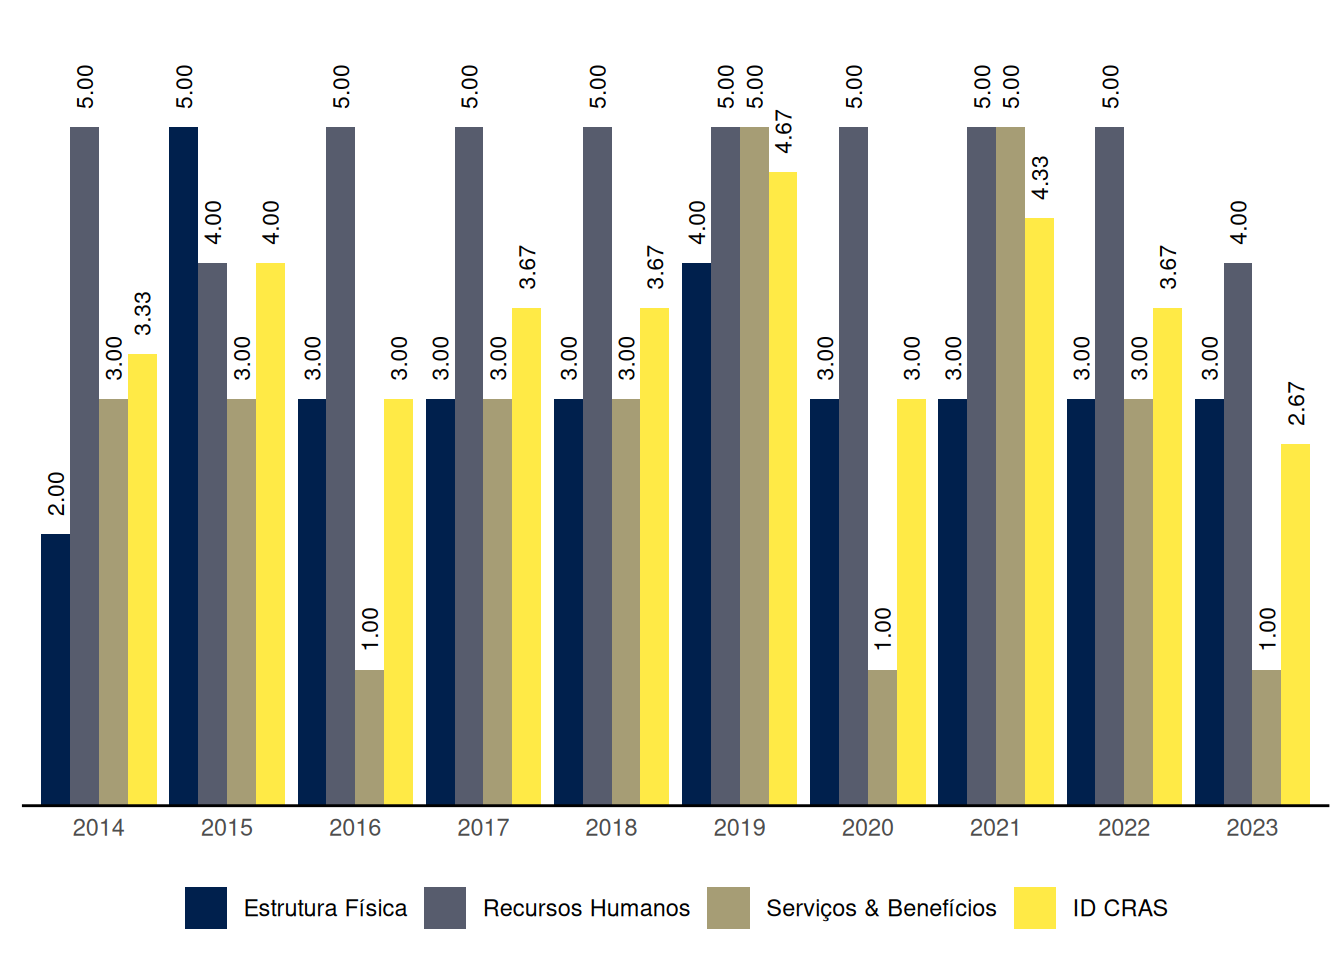 2.00 5.00 3.00 3.33
5.00 4.00 3.00 4.00
3.00 5.00 1.00 3.00
3.00 5.00 3.00 3.67
3.00 5.00 3.00 3.67
4.00 5.00 5.00 4.67
3.00 5.00 1.00 3.00
3.00 5.00 5.00 4.33
3.00 5.00 3.00 3.67
3.00 4.00 1.00 2.67
2014 2015 2016 2017 2018 2019 2020 2021 2022 2023
Estrutura Física Recursos Humanos Serviços & Benefícios ID CRAS